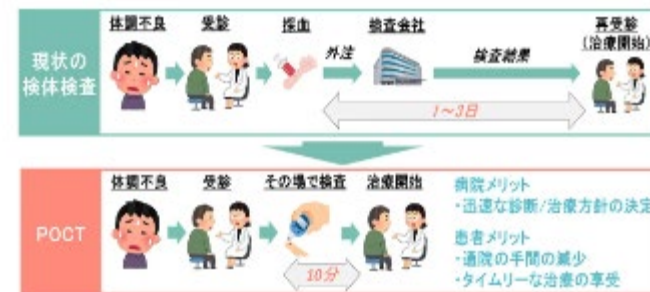 現状の
検体検査
体調不良
受診
採血
外注
検査会社
検査結果
再受診
(治療開始)
1～3日
POCT
体調不良
受診
その場で検査
治療開始
10分
病院メリット
・迅速な診断/治療方針の決定
患者メリット
・通院の手間の減少
・タイムリーな治療の享受